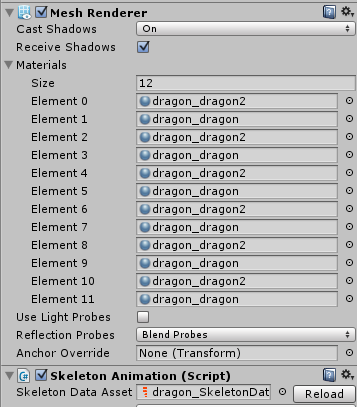 Mesh Renderer
Cast Shadows On
Receive Shadows
Materials
Size 12
Element 0 dragon_dragon2
Element 1 dragon_dragon
Element 2 dragon_dragon2
Element 3 dragon_dragon
Element 4 dragon_dragon2
Element 5 dragon_dragon
Element 6 dragon_dragon2
Element 7 dragon_dragon
Element 8 dragon_dragon2
Element 9 dragon_dragon
Element 10 dragon_dragon2
Element 11 dragon_dragon
Use Light Probes
Reflection Probes Blend Probes
Anchor Override None (Transform)
Skeleton Animation (Script)
Skeleton Data Asset dragon_SkeletonDat Reload